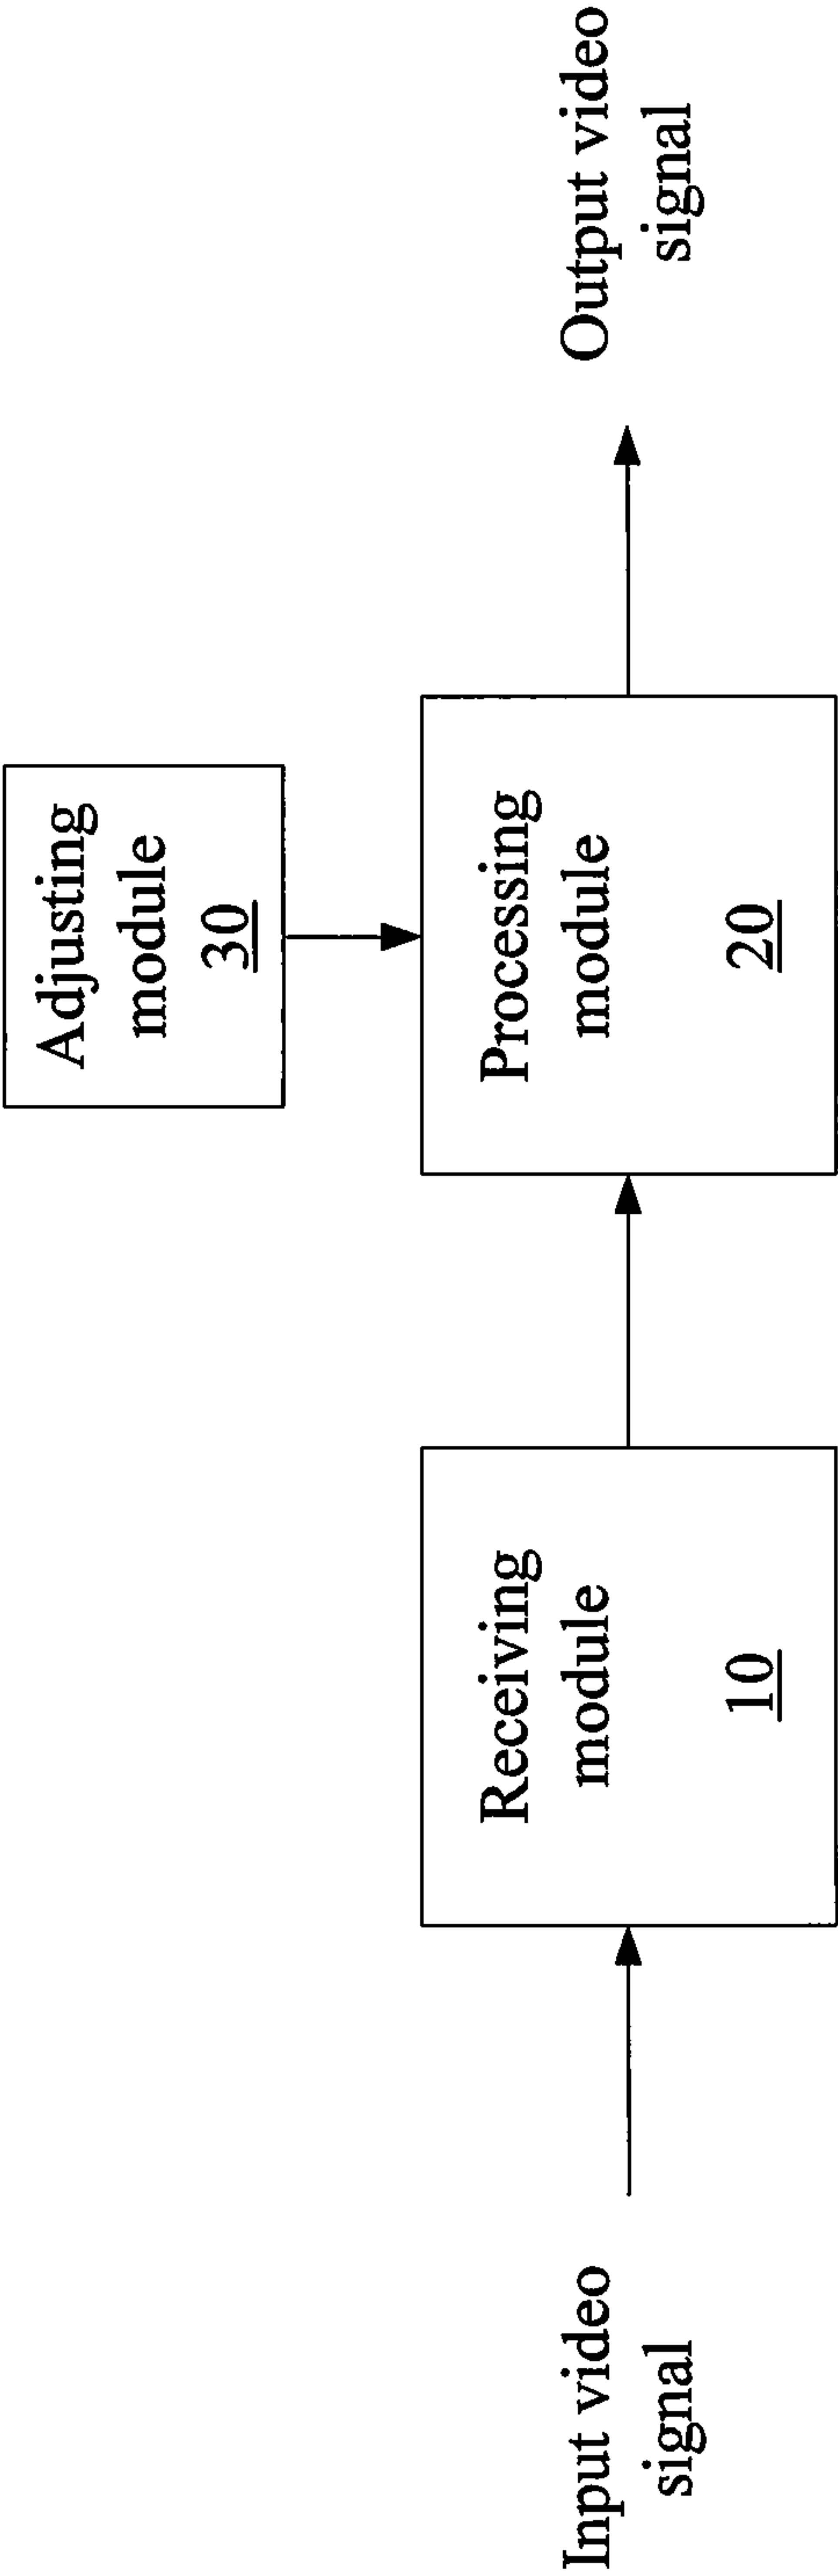 Adjusting
module
30
Input video
signal
Receiving
module
10
Processing
module
20
Output video
signal